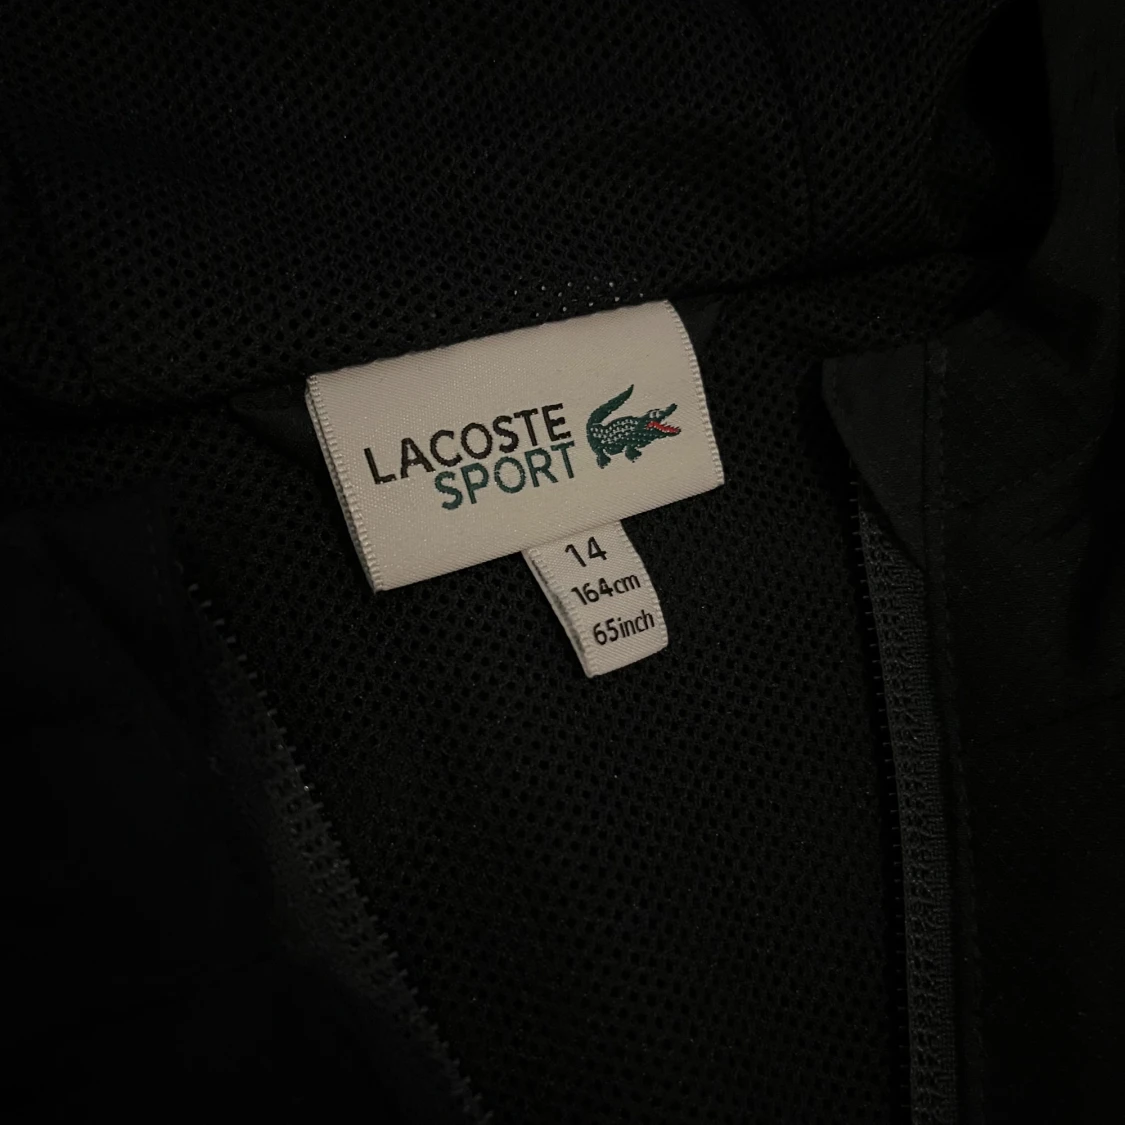 LACOSTE
SPORT
14
164cm
65inch